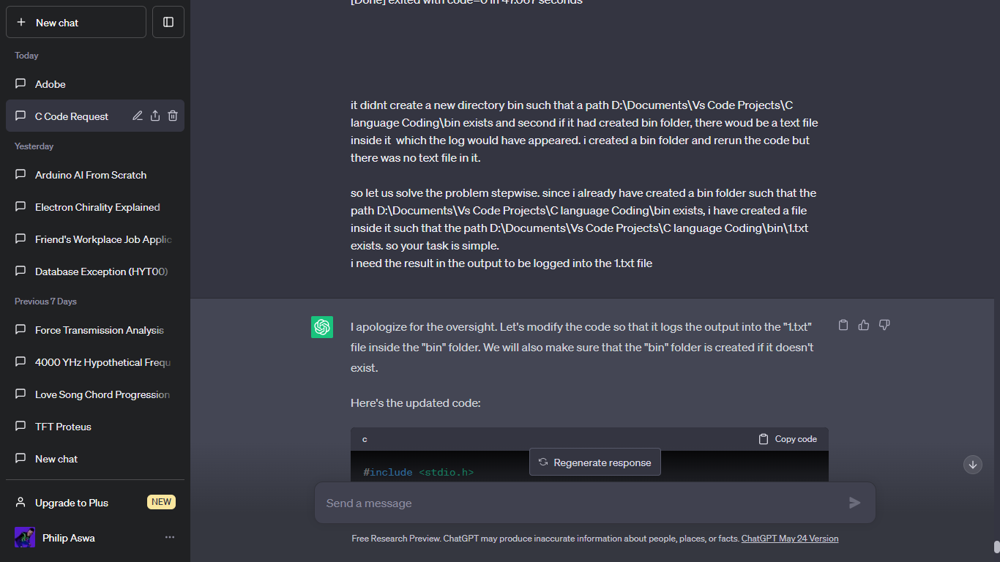 New chat
Today
Adobe
C Code Request
Yesterday
Arduino AI From Scratch
Electron Chirality Explained
Friend's Workplace Job Applic
Database Exception (HYT00)
Previous 7 Days
Force Transmission Analysis
4000 YHz Hypothetical Frequ
Love Song Chord Progression
TFT Proteus
New chat
Upgrade to Plus
NEW
Philip Aswa
[Done] exited with code=0 in 47.067 seconds
it didnt create a new directory bin such that a path D:\Documents\Vs Code Projects\C
language Coding\bin exists and second if it had created bin folder, there woud be a text file
inside it  which the log would have appeared. i created a bin folder and rerun the code but
there was no text file in it.
so let us solve the problem stepwise. since i already have created a bin folder such that the
path D:\Documents\Vs Code Projects\C language Coding\bin exists, i have created a file
inside it such that the path D:\Documents\Vs Code Projects\C language Coding\bin\1.txt
exists. so your task is simple.
i need the result in the output to be logged into the 1.txt file
I apologize for the oversight. Let's modify the code so that it logs the output into the "1.txt"
file inside the "bin" folder. We will also make sure that the "bin" folder is created if it doesn't
exist.
Here's the updated code:
c
Copy code
#include <stdio.h>
Regenerate response
Send a message
Free Research Preview. ChatGPT may produce inaccurate information about people, places, or facts. ChatGPT May 24 Version